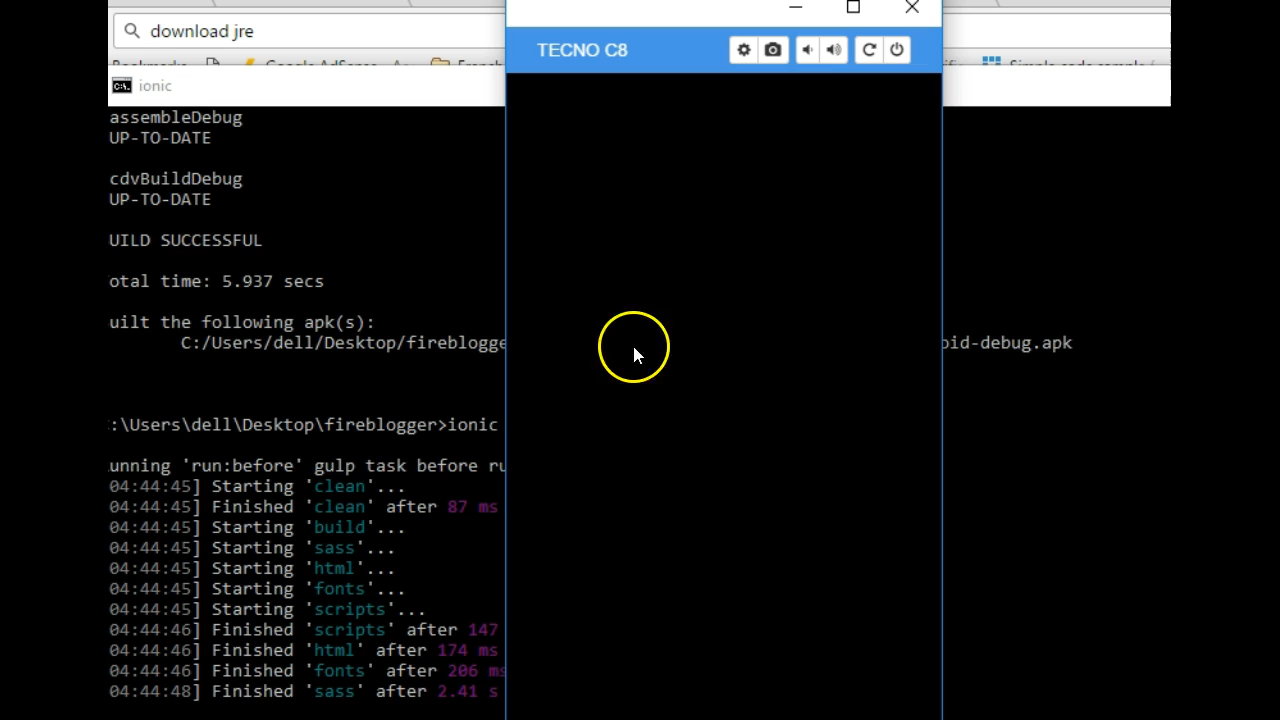 download jre
TECNO C8
ionic
assembleDebug
UP-TO-DATE
cdvBuildDebug
UP-TO-DATE
UILD SUCCESSFUL
otal time: 5.937 secs
uilt the following apk(s):
C:/Users/dell/Desktop/fireblogge oid-debug.apk
:\Users\dell\Desktop\fireblogger>ionic
unning 'run:before' gulp task before ru
04:44:45] Starting 'clean'...
04:44:45] Finished 'clean' after 87 ms
04:44:45] Starting 'build'...
04:44:45] Starting 'sass'...
04:44:45] Starting 'html'...
04:44:45] Starting 'fonts'...
04:44:45] Starting 'scripts'...
04:44:46] Finished 'scripts' after 147
04:44:46] Finished 'html' after 174 ms
04:44:46] Finished 'fonts' after 206 ms
04:44:48] Finished 'sass' after 2.41 s